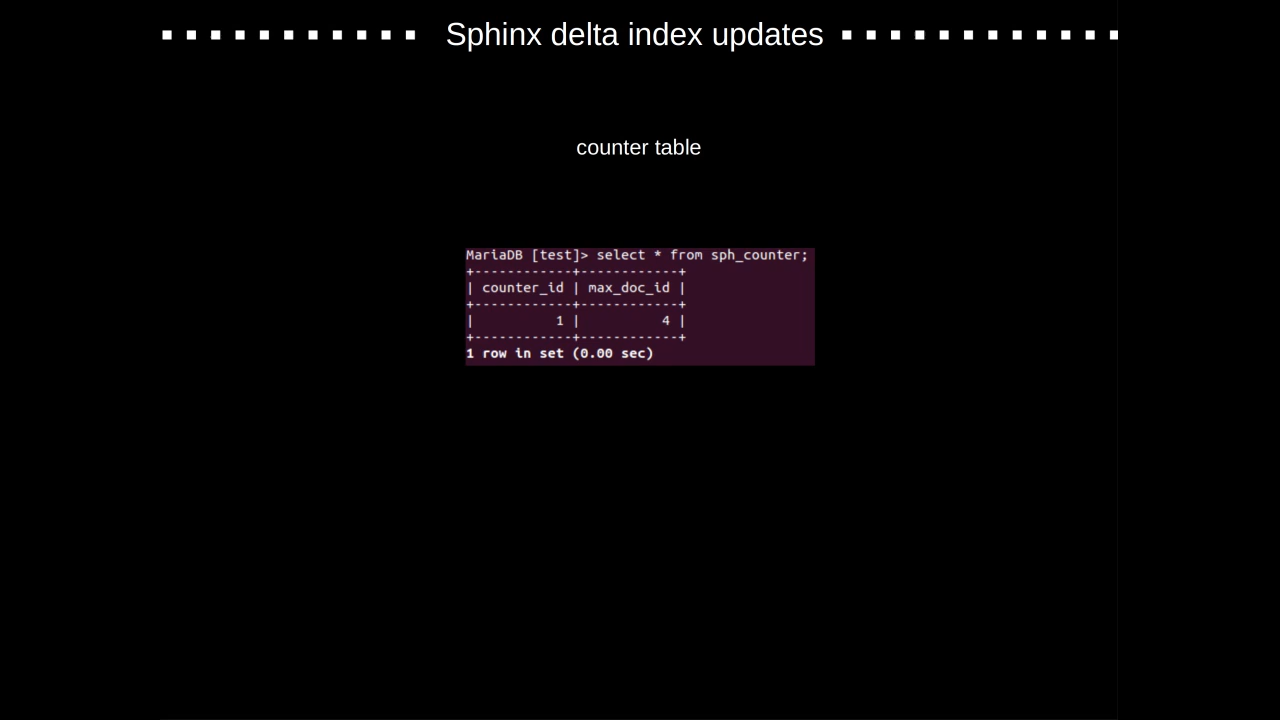 Sphinx delta index updates
counter table
MariaDB [test]> select * from sph_counter;
+------------+------------+
| counter_id | max_doc_id |
+------------+------------+
|          1 |          4 |
+------------+------------+
1 row in set (0.00 sec)